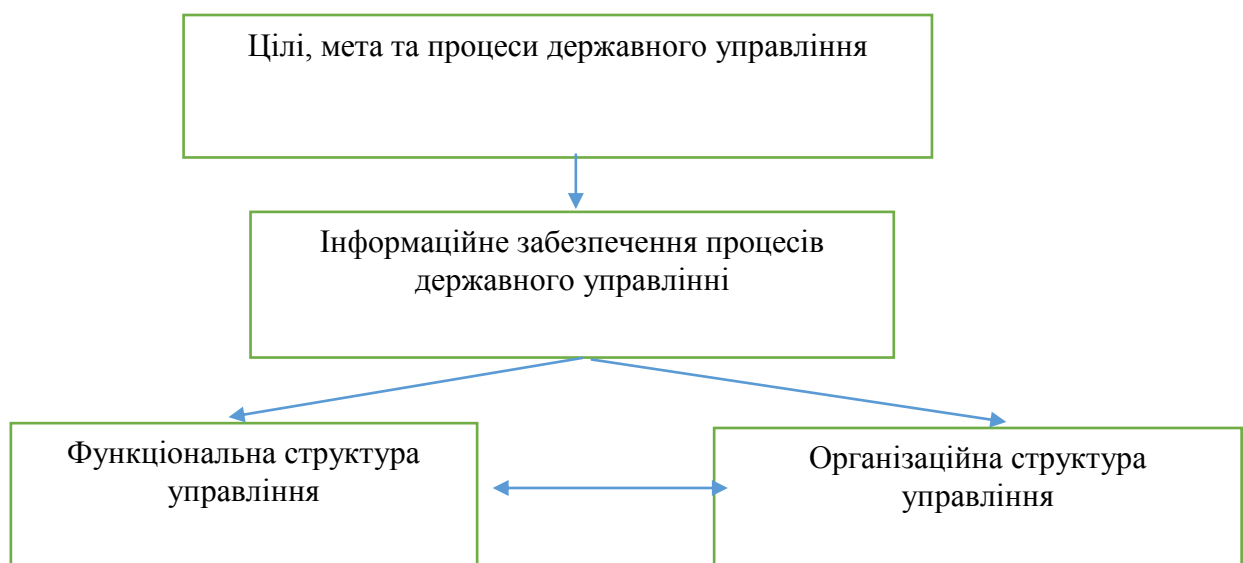 Цілі, мета та процеси державного управління
Інформаційне забезпечення процесів
державного управлінні
Функціональна структура
управління
Організаційна структура
управління